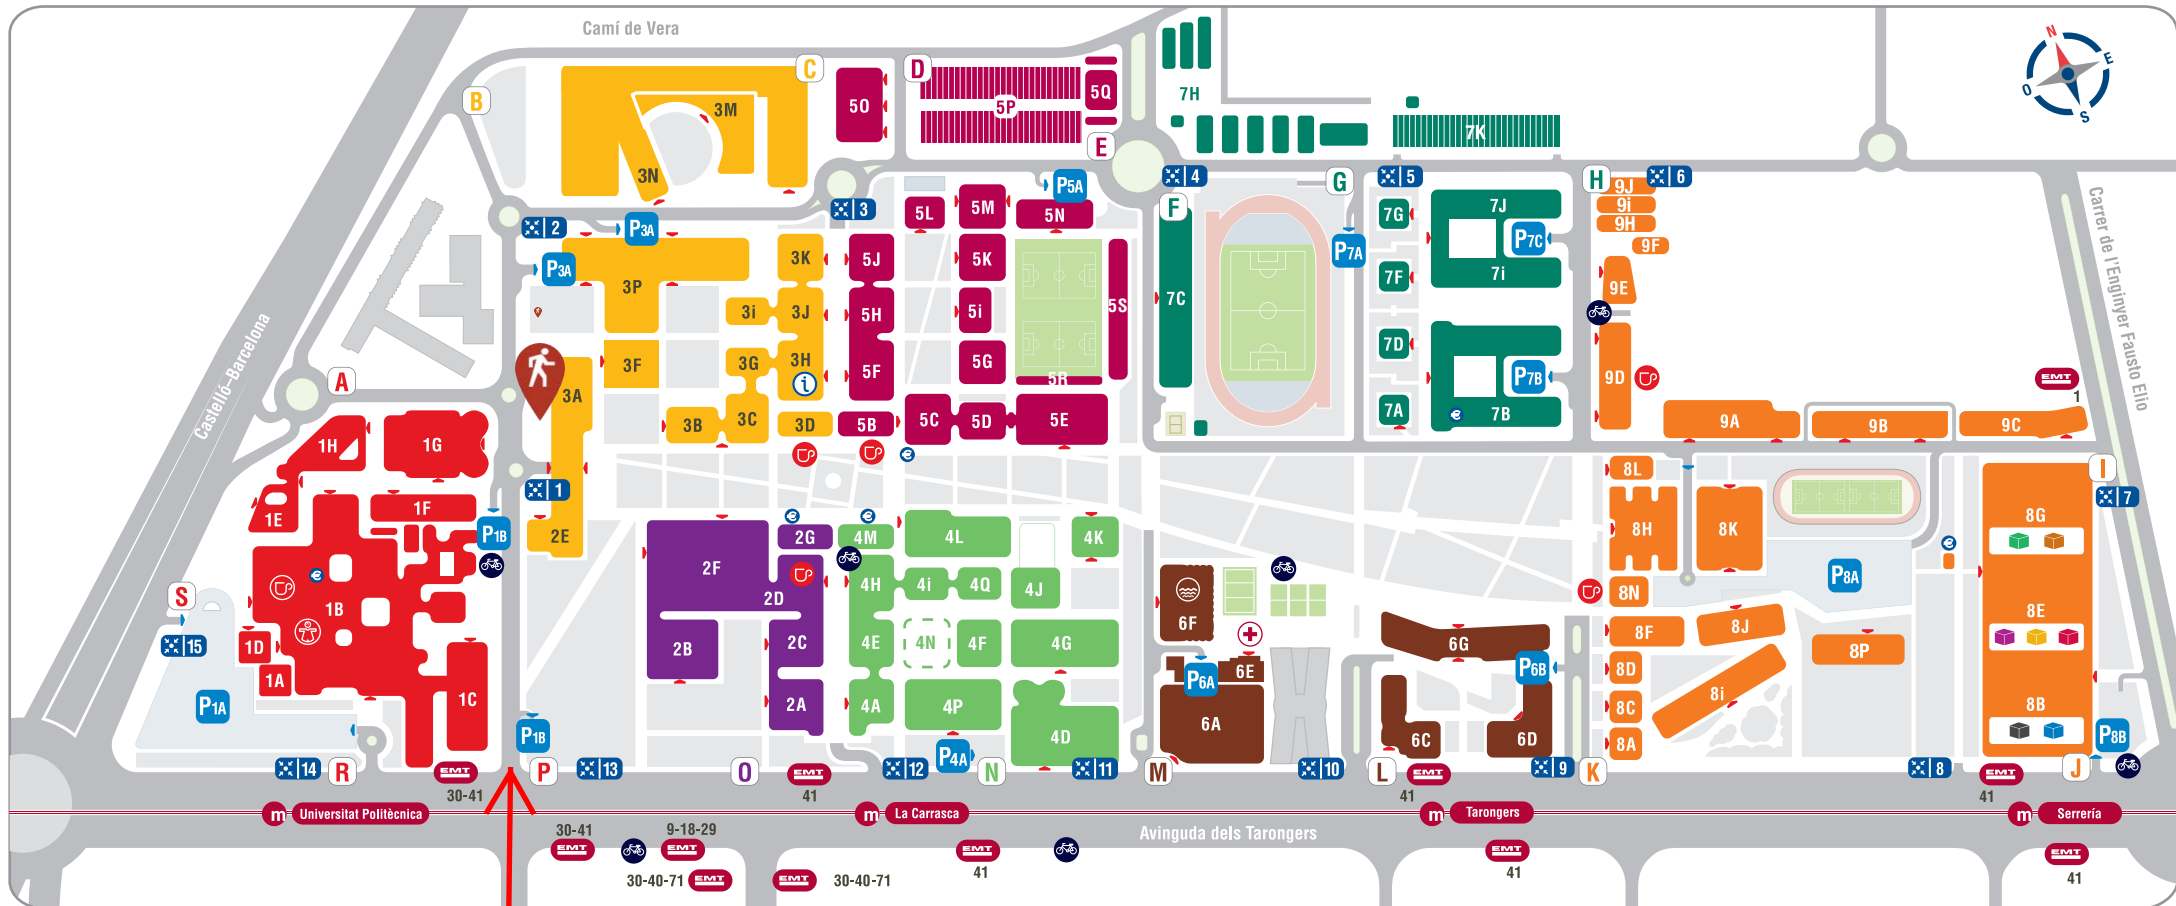 Camí de Vera
N
E
S
O
B
C
D
E
3M
3N
5O
5P
5Q
7H
7K
G
H
F
2
3
4
5
6
P3A
P3A
P5A
P7A
P7C
P7B
5L
5M
5N
7C
7G
7F
7D
7A
7J
7i
7B
9J
9i
9H
9F
9E
9D
9A
9B
9C
Carrer de l'Enginyer Fausto Elio
Castelló-Barcelona
3P
3K
3i
3J
3G
3H
3F
3A
3B
3C
3D
5J
5H
5F
5B
5K
5i
5G
5C
5D
5E
5R
5S
i
EMT
1
A
1H
1G
1E
1F
1B
1D
1A
1C
P1B
1
2E
S
15
P1A
P1B
2F
2G
2D
2B
2C
2A
4M
4L
4K
4H
4i
4Q
4J
4E
4N
4F
4G
4A
4P
4D
P4A
6F
6E
P6A
6A
6G
P6B
6C
6D
8L
8H
8K
8N
8F
8J
8D
8C
8A
8i
8P
P8A
8G
8E
8B
P8B
I
7
14
R
P
13
O
12
N
11
M
10
L
9
K
8
J
EMT
30-41
EMT
41
EMT
41
EMT
41
m Universitat Politècnica
m La Carrasca
m Tarongers
m Serrería
Avinguda dels Tarongers
30-41
EMT
9-18-29
EMT
30-40-71 EMT
EMT 30-40-71
EMT
41
EMT
41
EMT
41